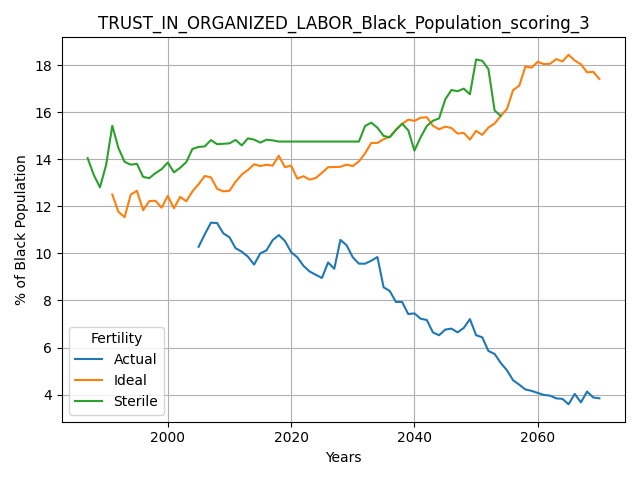 TRUST_IN_ORGANIZED_LABOR_Black_Population_scoring_3
% of Black Population
18
16
14
12
10
8
6
4
Fertility
Actual
Ideal
Sterile
2000
2020
2040
2060
Years